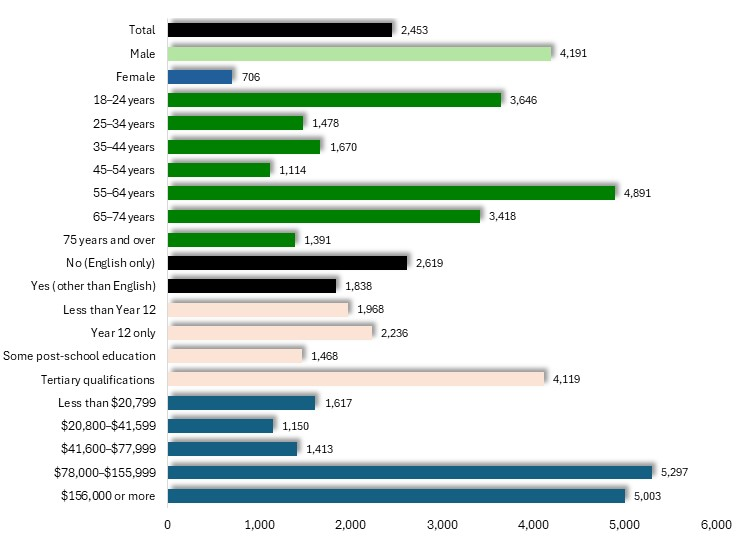 Total 2,453
Male 4,191
Female 706
18–24 years 3,646
25–34 years 1,478
35–44 years 1,670
45–54 years 1,114
55–64 years 4,891
65–74 years 3,418
75 years and over 1,391
No (English only) 2,619
Yes (other than English) 1,838
Less than Year 12 1,968
Year 12 only 2,236
Some post-school education 1,468
Tertiary qualifications 4,119
Less than $20,799 1,617
$20,800–$41,599 1,150
$41,600–$77,999 1,413
$78,000–$155,999 5,297
$156,000 or more 5,003
0 1,000 2,000 3,000 4,000 5,000 6,000